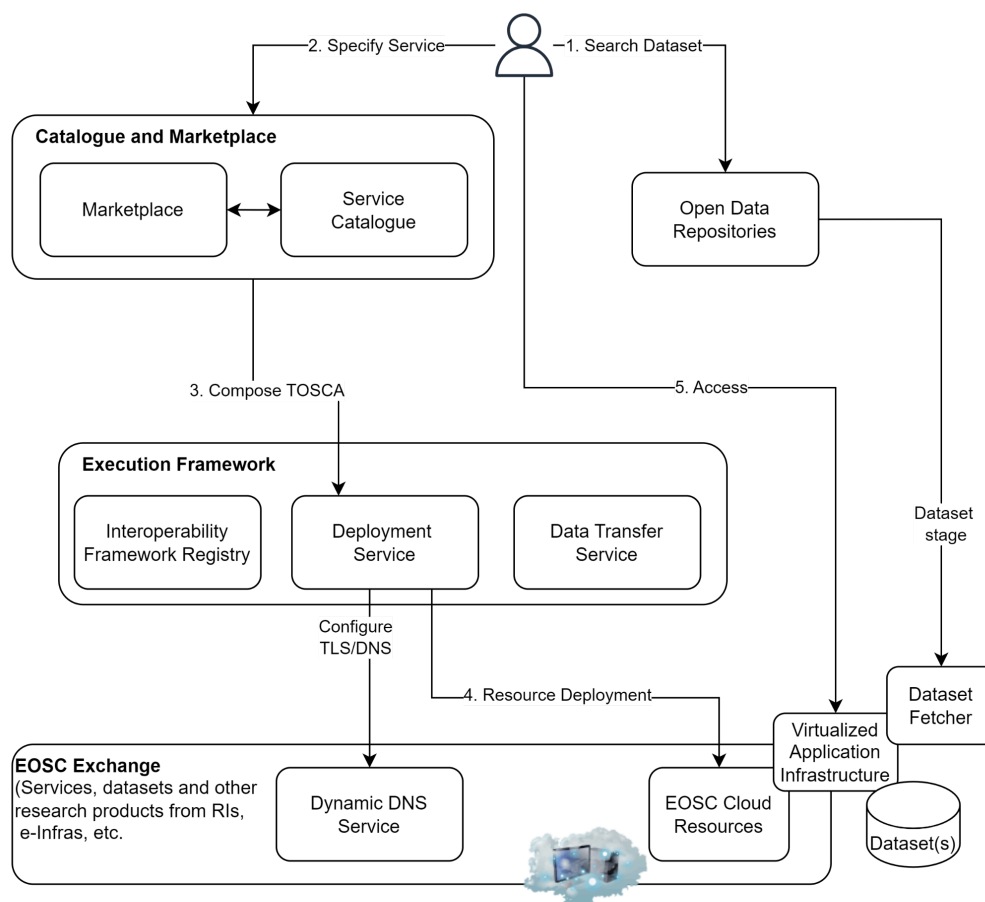 2. Specify Service
1. Search Dataset
Catalogue and Marketplace
Marketplace
Service
Catalogue
Open Data
Repositories
3. Compose TOSCA
5. Access
Execution Framework
Interoperability
Framework Registry
Deployment
Service
Data Transfer
Service
Dataset
stage
Configure
TLS/DNS
4. Resource Deployment
Dataset
Fetcher
Virtualized
Application
Infrastructure
EOSC Exchange
(Services, datasets and other
research products from RIs,
e-Infras, etc.
Dynamic DNS
Service
EOSC Cloud
Resources
Dataset(s)